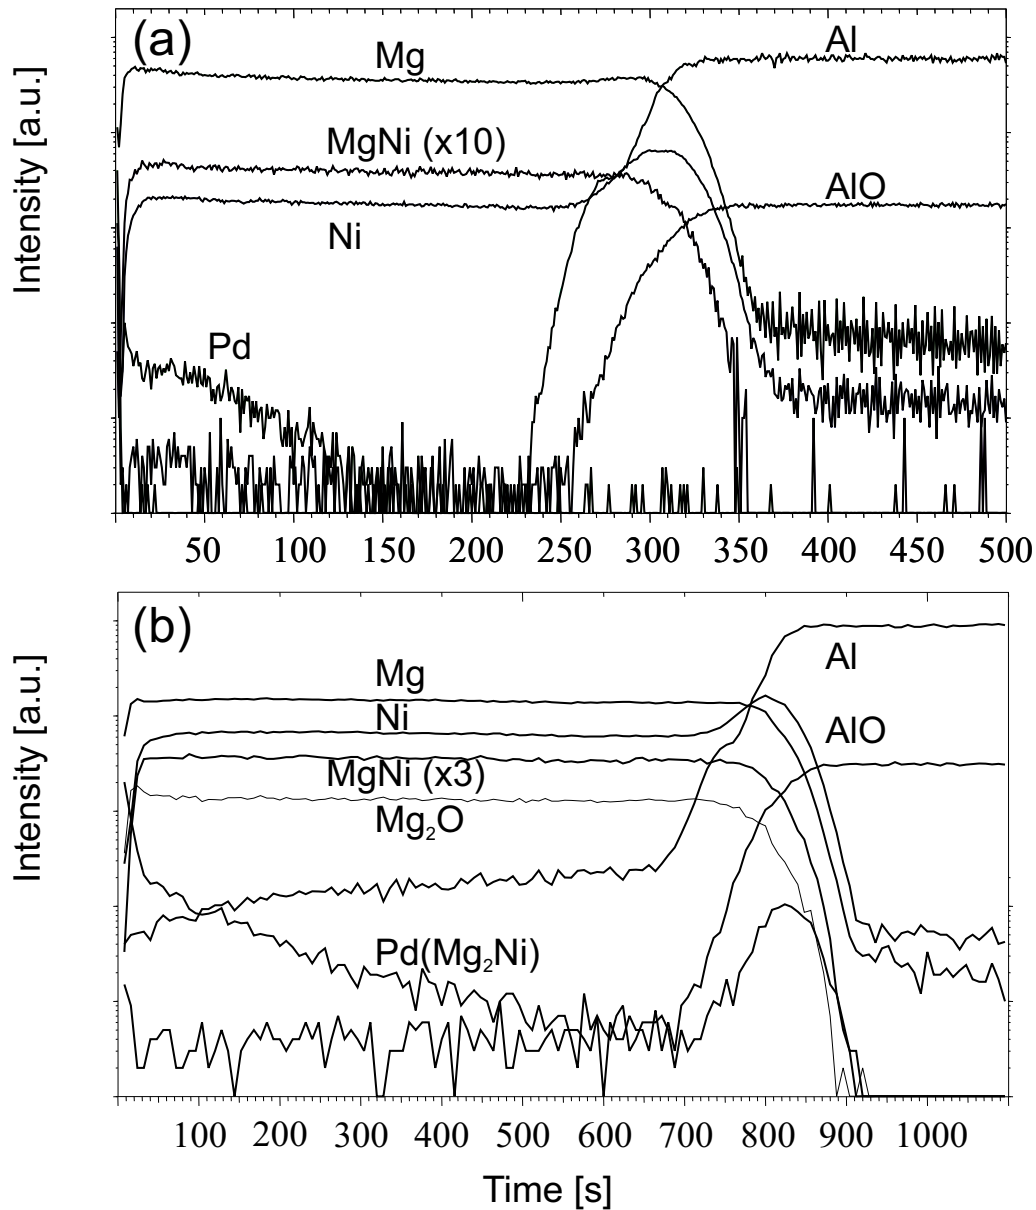 (a)
Intensity [a.u.]
Mg
Al
MgNi (x10)
AlO
Ni
Pd
50 100 150 200 250 300 350 400 450 500
(b)
Intensity [a.u.]
Mg
Al
Ni
AlO
MgNi (x3)
Mg₂O
Pd(Mg₂Ni)
100 200 300 400 500 600 700 800 900 1000
Time [s]